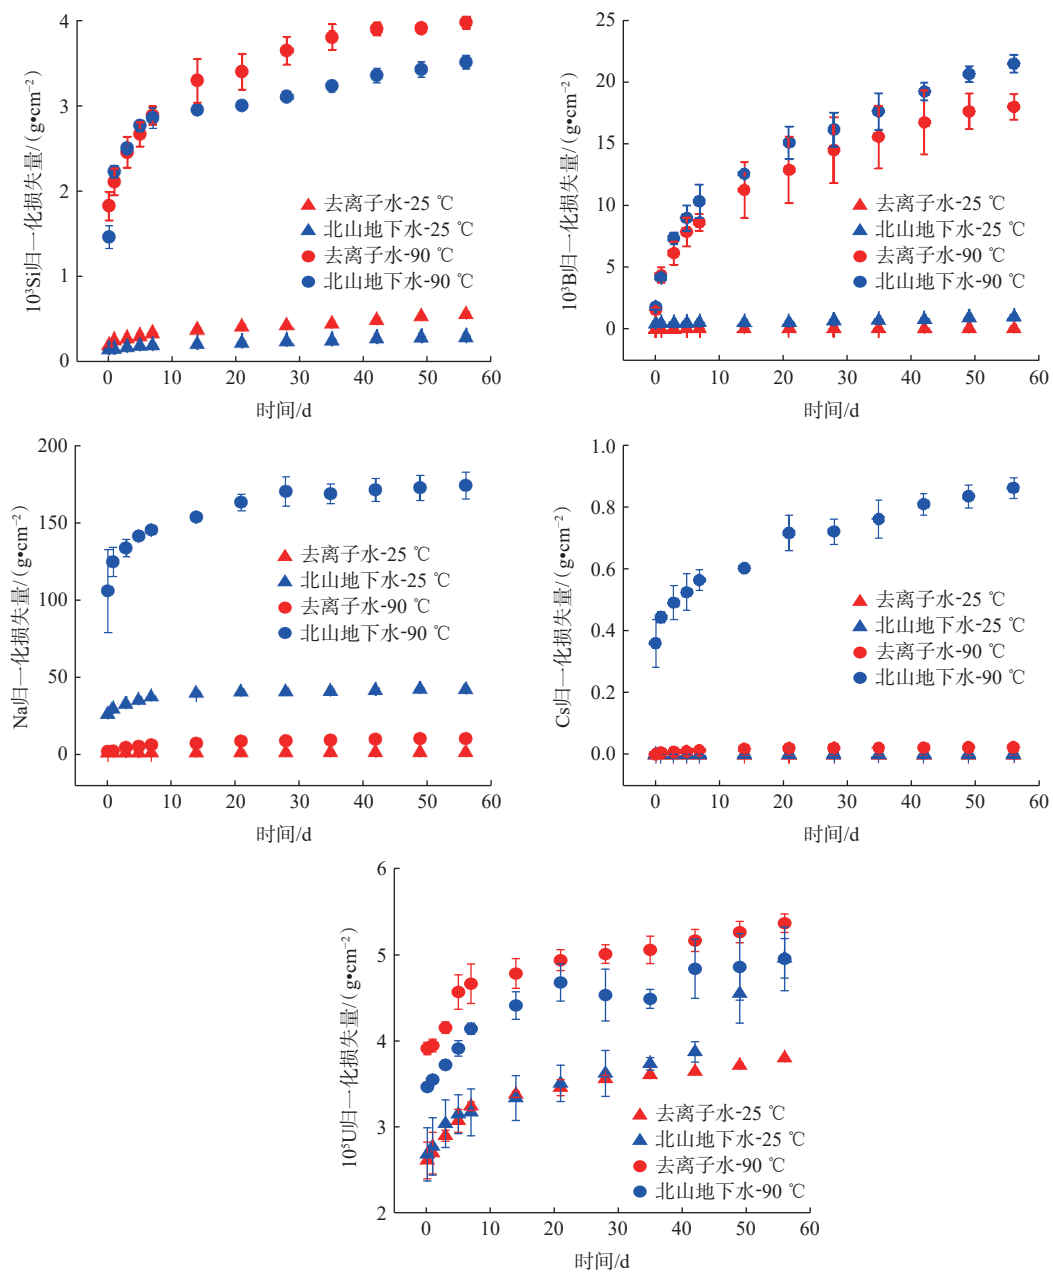 4
3
2
1
0
10³Si归一化损失量/(g•cm⁻²)
去离子水-25 ℃
北山地下水-25 ℃
去离子水-90 ℃
北山地下水-90 ℃
0 10 20 30 40 50 60
时间/d
25
20
15
10
5
0
10³B归一化损失量/(g•cm⁻²)
去离子水-25 ℃
北山地下水-25 ℃
去离子水-90 ℃
北山地下水-90 ℃
0 10 20 30 40 50 60
时间/d
200
150
100
50
0
Na归一化损失量/(g•cm⁻²)
去离子水-25 ℃
北山地下水-25 ℃
去离子水-90 ℃
北山地下水-90 ℃
0 10 20 30 40 50 60
时间/d
1.0
0.8
0.6
0.4
0.2
0.0
Cs归一化损失量/(g•cm⁻²)
去离子水-25 ℃
北山地下水-25 ℃
去离子水-90 ℃
北山地下水-90 ℃
0 10 20 30 40 50 60
时间/d
6
5
4
3
2
10⁵U归一化损失量/(g•cm⁻²)
去离子水-25 ℃
北山地下水-25 ℃
去离子水-90 ℃
北山地下水-90 ℃
0 10 20 30 40 50 60
时间/d